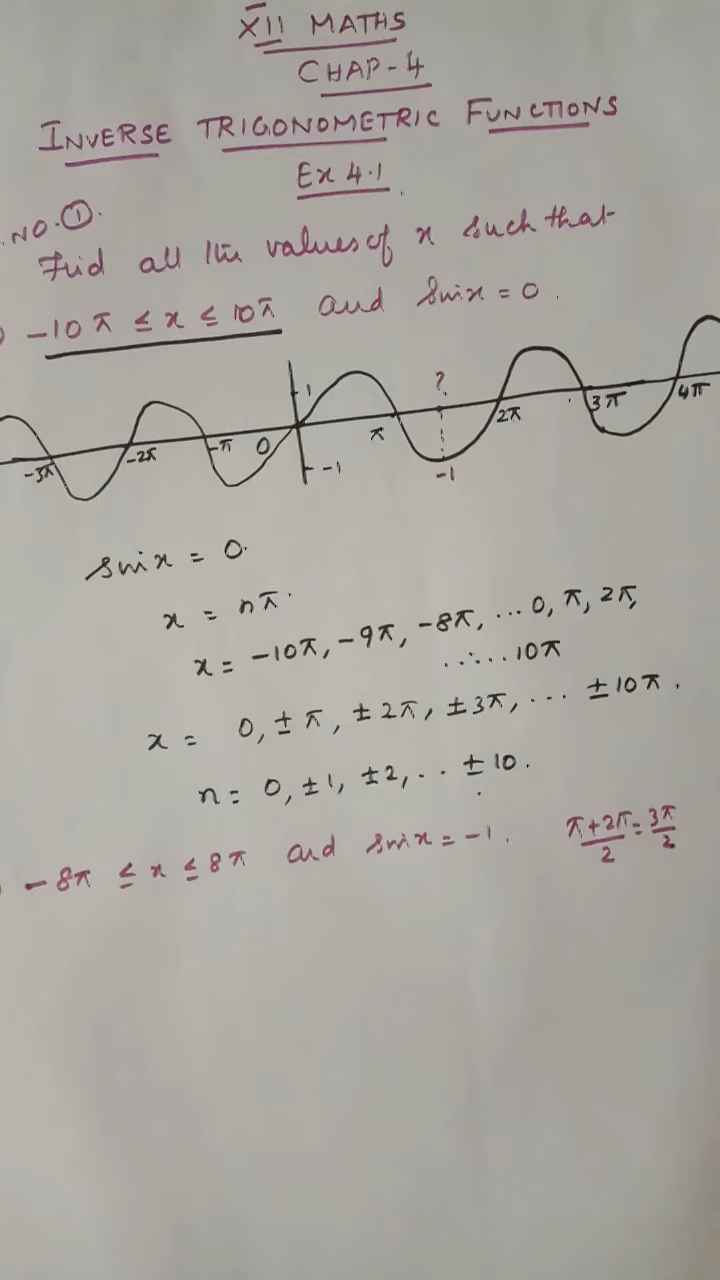 XII MATHS
CHAP-4
INVERSE TRIGONOMETRIC FUNCTIONS
Ex 4.1
.NO.①.
Find all the values of x such that
-10π ≤ x ≤ 10π and Sin x = 0.
1 ? 
-3π -2π -π 0 π 2π 3π 4π
-1 -1
sin x = 0.
x = nπ.
x = -10π, -9π, -8π, ... 0, π, 2π,
...... 10π
x = 0, ±π, ±2π, ±3π, ... ±10π.
n = 0, ±1, ±2, .. ±10.
-8π ≤ x ≤ 8π and sin x = -1. π+2π/2 = 3π/2